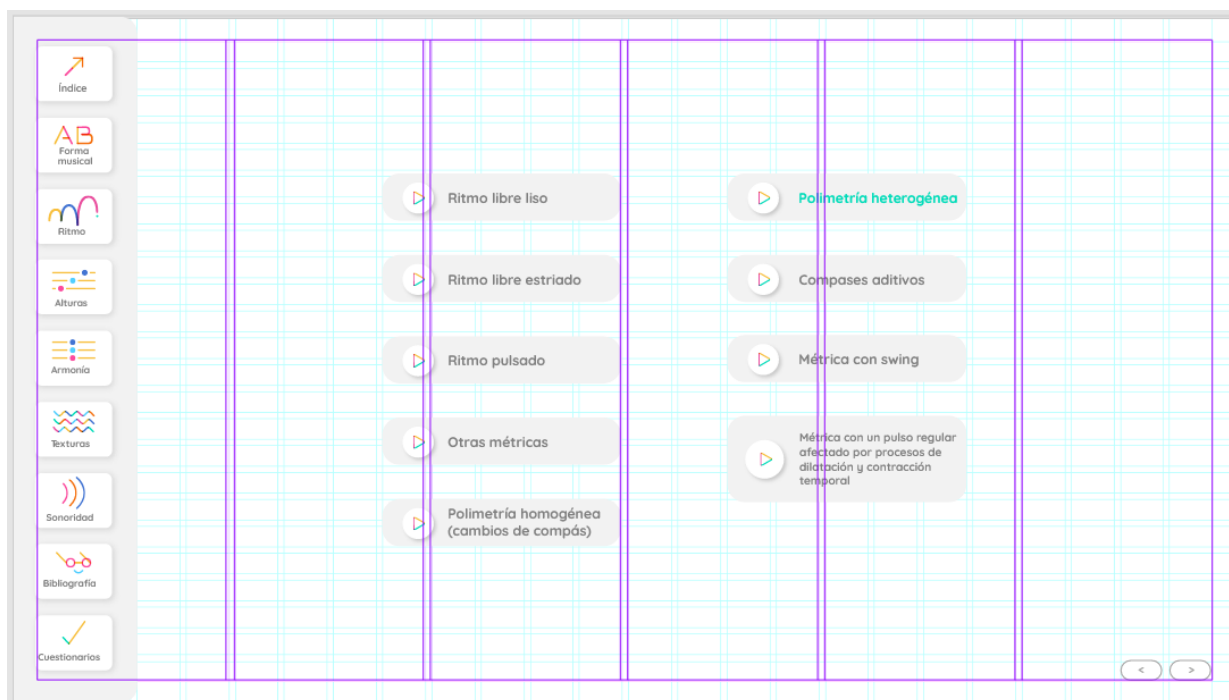 Índice
AB
Forma
musical
Ritmo
Alturas
Armonía
Texturas
Sonoridad
Bibliografía
Cuestionarios
Ritmo libre liso
Ritmo libre estriado
Ritmo pulsado
Otras métricas
Polimetría homogénea
(cambios de compás)
Polimetría heterogénea
Compases aditivos
Métrica con swing
Métrica con un pulso regular
afectado por procesos de
dilatación y contracción
temporal
< >